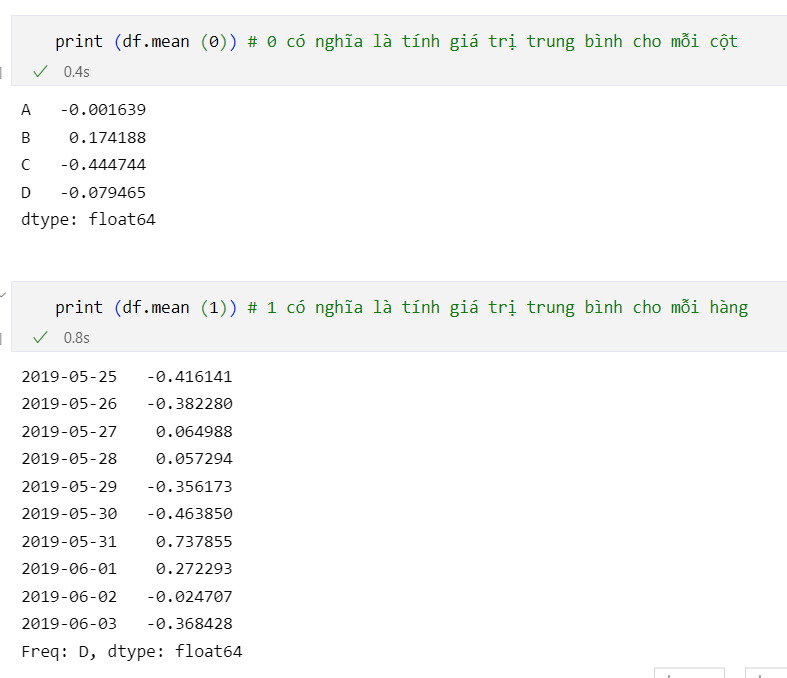 print (df.mean (0)) # 0 có nghĩa là tính giá trị trung bình cho mỗi cột
0.4s
A -0.001639
B 0.174188
C -0.444744
D -0.079465
dtype: float64
print (df.mean (1)) # 1 có nghĩa là tính giá trị trung bình cho mỗi hàng
0.8s
2019-05-25 -0.416141
2019-05-26 -0.382280
2019-05-27 0.064988
2019-05-28 0.057294
2019-05-29 -0.356173
2019-05-30 -0.463850
2019-05-31 0.737855
2019-06-01 0.272293
2019-06-02 -0.024707
2019-06-03 -0.368428
Freq: D, dtype: float64